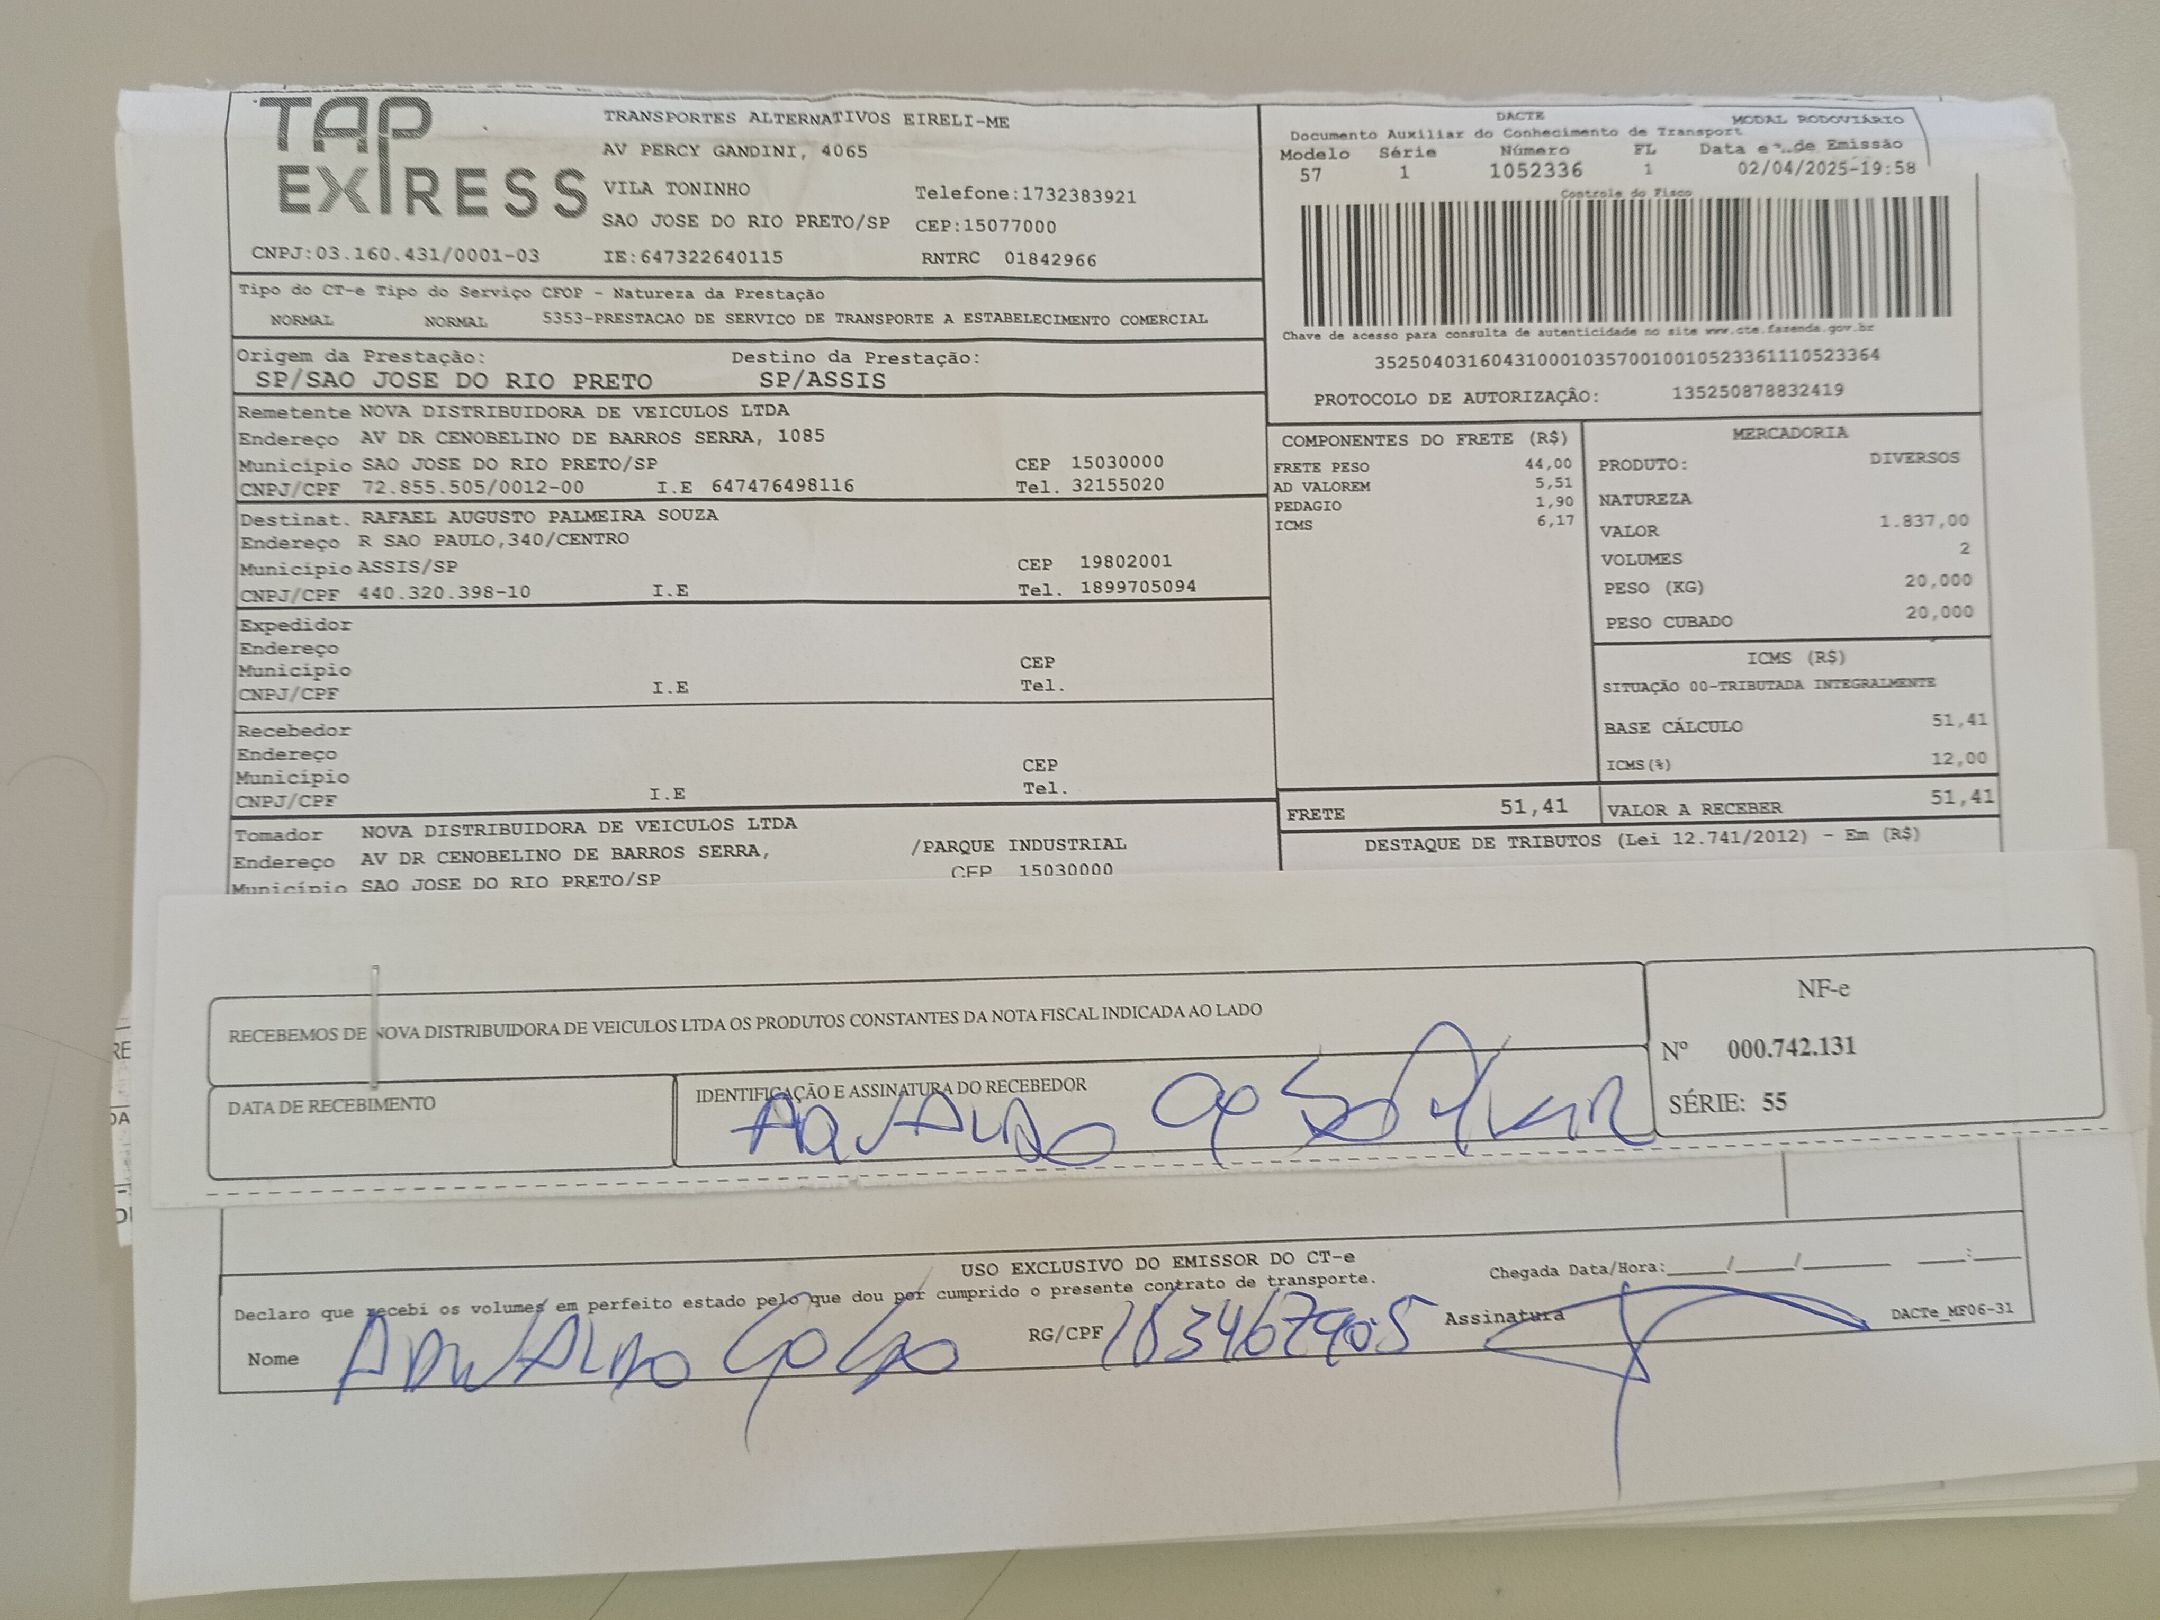 TAP EXPRESS
TRANSPORTES ALTERNATIVOS EIRELI-ME
AV PERCY GANDINI, 4065
VILA TONINHO Telefone:1732383921
SAO JOSE DO RIO PRETO/SP CEP:15077000
CNPJ:03.160.431/0001-03 IE:647322640115 RNTRC 01842966
DACTE MODAL RODOVIÁRIO
Documento Auxiliar do Conhecimento de Transport
Modelo Série Número FL Data e de Emissão
57 1 1052336 1 02/04/2025-19:58
Controle do Fisco
Chave de acesso para consulta de autenticidade no site www.cte.fazenda.gov.br
35250403160431000103570010010523361110523364
PROTOCOLO DE AUTORIZAÇÂO: 135250878832419
Tipo do CT-e Tipo do Serviço CFOP - Natureza da Prestação
NORMAL NORMAL 5353-PRESTACAO DE SERVICO DE TRANSPORTE A ESTABELECIMENTO COMERCIAL
Origem da Prestação: Destino da Prestação:
SP/SAO JOSE DO RIO PRETO SP/ASSIS
Remetente NOVA DISTRIBUIDORA DE VEICULOS LTDA
Endereço AV DR CENOBELINO DE BARROS SERRA, 1085
Município SAO JOSE DO RIO PRETO/SP CEP 15030000
CNPJ/CPF 72.855.505/0012-00 I.E 647476498116 Tel. 32155020
Destinat. RAFAEL AUGUSTO PALMEIRA SOUZA
Endereço R SAO PAULO,340/CENTRO
Município ASSIS/SP CEP 19802001
CNPJ/CPF 440.320.398-10 I.E Tel. 1899705094
Expedidor
Endereço
Município CEP
CNPJ/CPF I.E Tel.
Recebedor
Endereço
Município CEP
CNPJ/CPF I.E Tel.
Tomador NOVA DISTRIBUIDORA DE VEICULOS LTDA
Endereço AV DR CENOBELINO DE BARROS SERRA, /PARQUE INDUSTRIAL
Município SAO JOSE DO RIO PRETO/SP CEP 15030000
COMPONENTES DO FRETE (R$)
FRETE PESO 44,00
AD VALOREM 5,51
PEDAGIO 1,90
ICMS 6,17
MERCADORIA
PRODUTO: DIVERSOS
NATUREZA
VALOR 1.837,00
VOLUMES 2
PESO (KG) 20,000
PESO CUBADO 20,000
ICMS (R$)
SITUAÇÃO 00-TRIBUTADA INTEGRALMENTE
BASE CÁLCULO 51,41
ICMS(%) 12,00
FRETE 51,41 VALOR A RECEBER 51,41
DESTAQUE DE TRIBUTOS (Lei 12.741/2012) - Em (R$)
RECEBEMOS DE NOVA DISTRIBUIDORA DE VEICULOS LTDA OS PRODUTOS CONSTANTES DA NOTA FISCAL INDICADA AO LADO
DATA DE RECEBIMENTO IDENTIFICAÇÃO E ASSINATURA DO RECEBEDOR
NF-e
Nº 000.742.131
SÉRIE: 55
USO EXCLUSIVO DO EMISSOR DO CT-e
Declaro que recebi os volumes em perfeito estado pelo que dou por cumprido o presente contrato de transporte. Chegada Data/Hora:_____/_____/_______ ____:____
Nome RG/CPF Assinatura DACTe_MF06-31